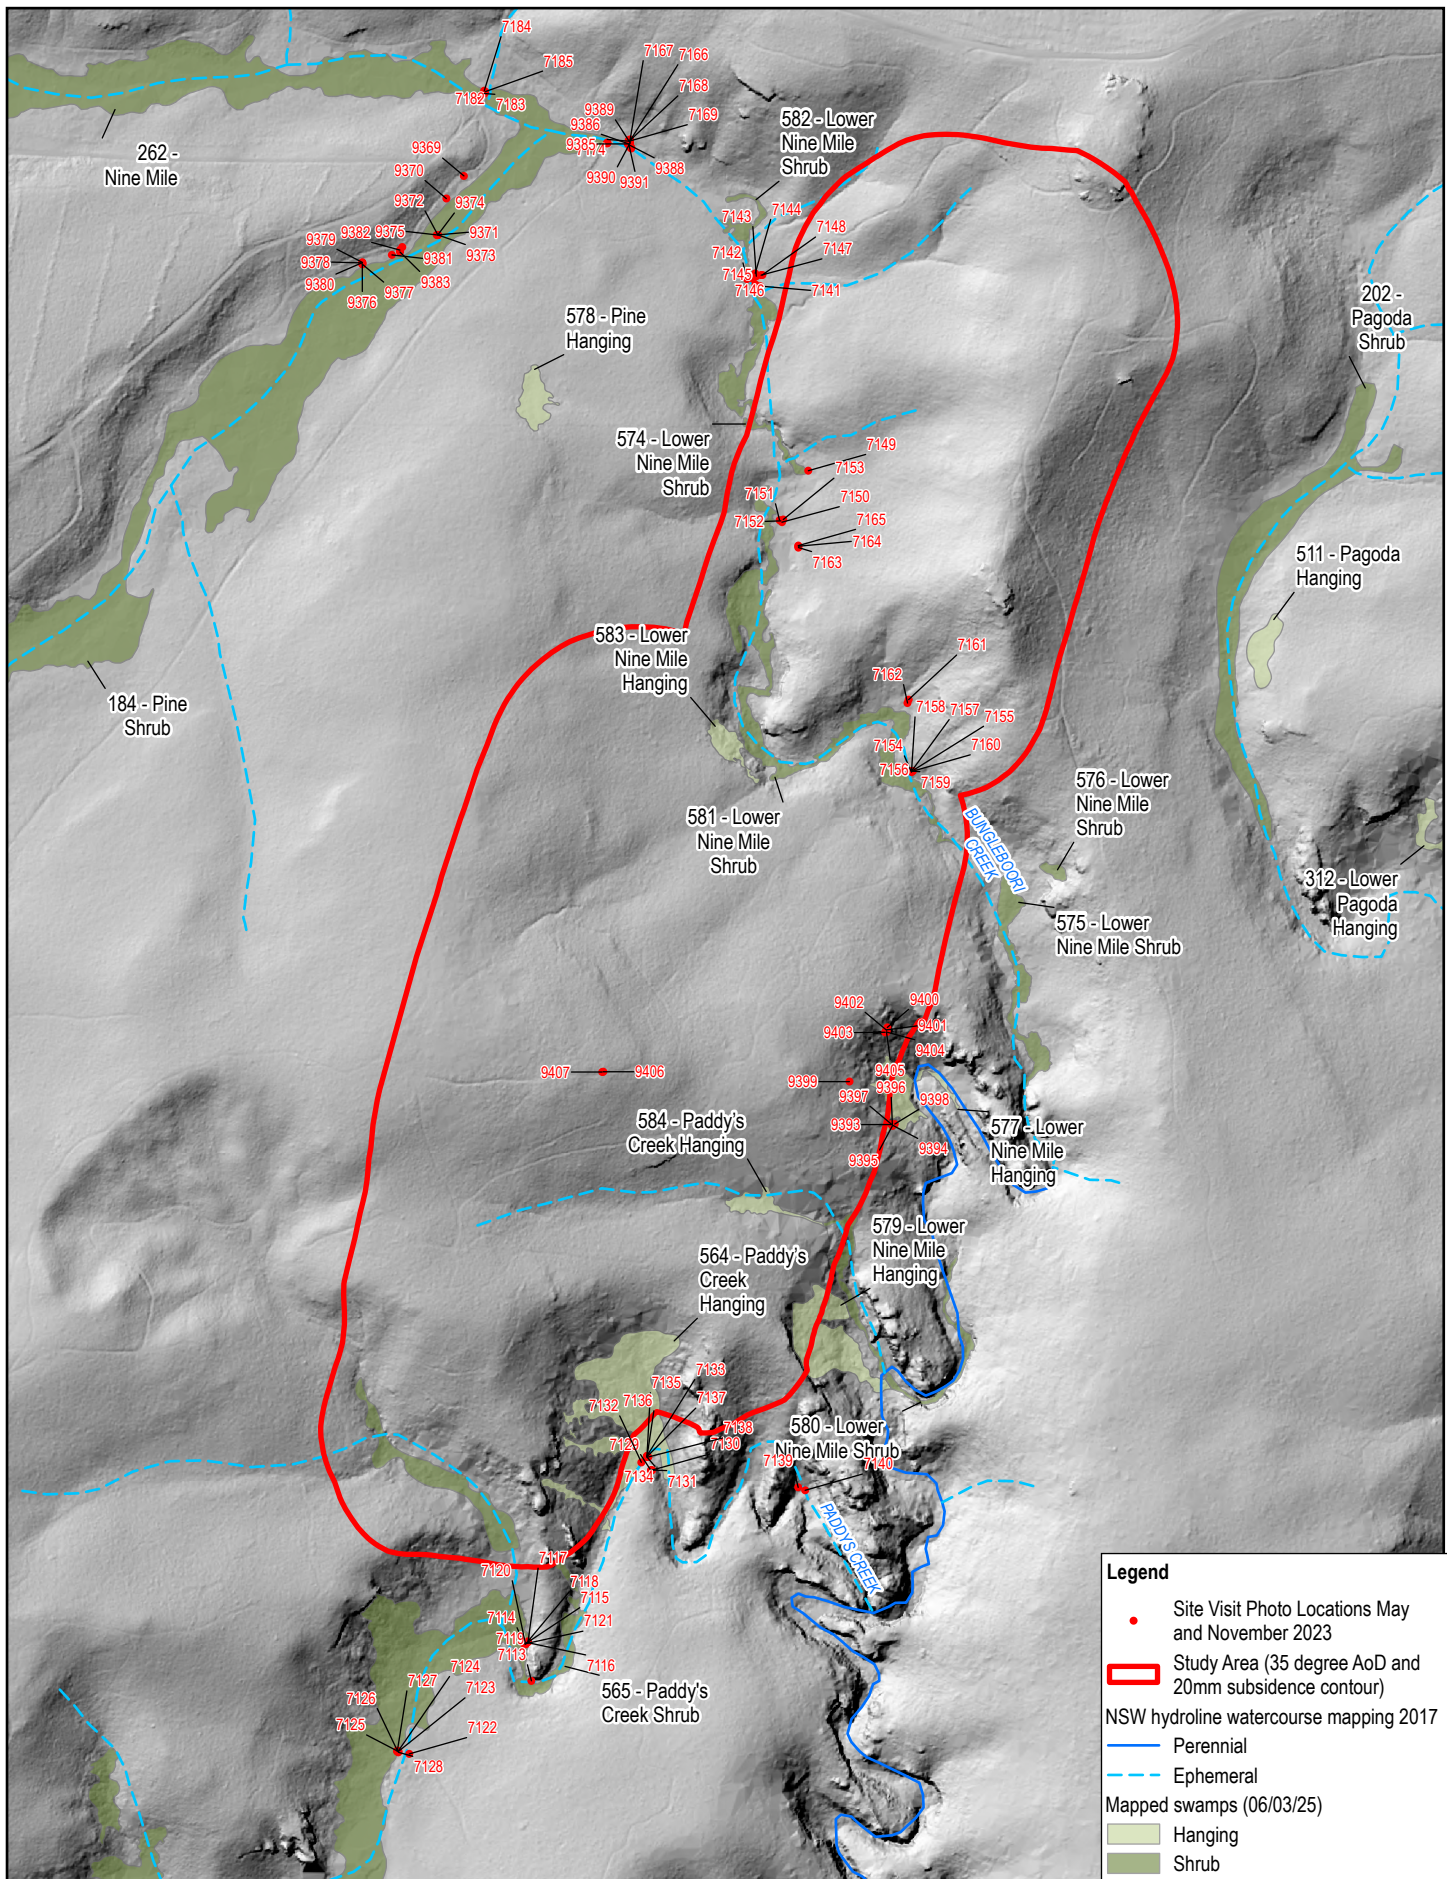 7184
7185
7182
7183
7167
7166
7168
7169
9389
9386
9385
7174
9390
9391
9388
262 -
Nine Mile
9369
9370
9372
9374
9375
9371
9373
9382
9379
9378
9380
9376
9377
9381
9383
582 - Lower
Nine Mile
Shrub
7143
7144
7148
7147
7142
7145
7146
7141
578 - Pine
Hanging
202 -
Pagoda
Shrub
574 - Lower
Nine Mile
Shrub
7149
7153
7151
7150
7152
7165
7164
7163
511 - Pagoda
Hanging
583 - Lower
Nine Mile
Hanging
184 - Pine
Shrub
7161
7162
7158
7157
7155
7154
7160
7156
7159
581 - Lower
Nine Mile
Shrub
576 - Lower
Nine Mile
Shrub
BUNGLEBOORI
CREEK
312 - Lower
Pagoda
Hanging
575 - Lower
Nine Mile Shrub
9402
9400
9403
9401
9404
9405
9407
9406
9399
9396
9397
9398
9393
9394
9395
584 - Paddy's
Creek Hanging
577 - Lower
Nine Mile
Hanging
579 - Lower
Nine Mile
Hanging
564 - Paddy's
Creek
Hanging
7133
7135
7137
7136
7132
7138
7129
7130
7134
7131
580 - Lower
Nine Mile Shrub
7139
7140
PADDYS CREEK
7117
7120
7118
7115
7114
7121
7119
7113
7116
565 - Paddy's
Creek Shrub
7124
7127
7123
7126
7125
7122
7128
Legend
Site Visit Photo Locations May
and November 2023
Study Area (35 degree AoD and
20mm subsidence contour)
NSW hydroline watercourse mapping 2017
Perennial
Ephemeral
Mapped swamps (06/03/25)
Hanging
Shrub